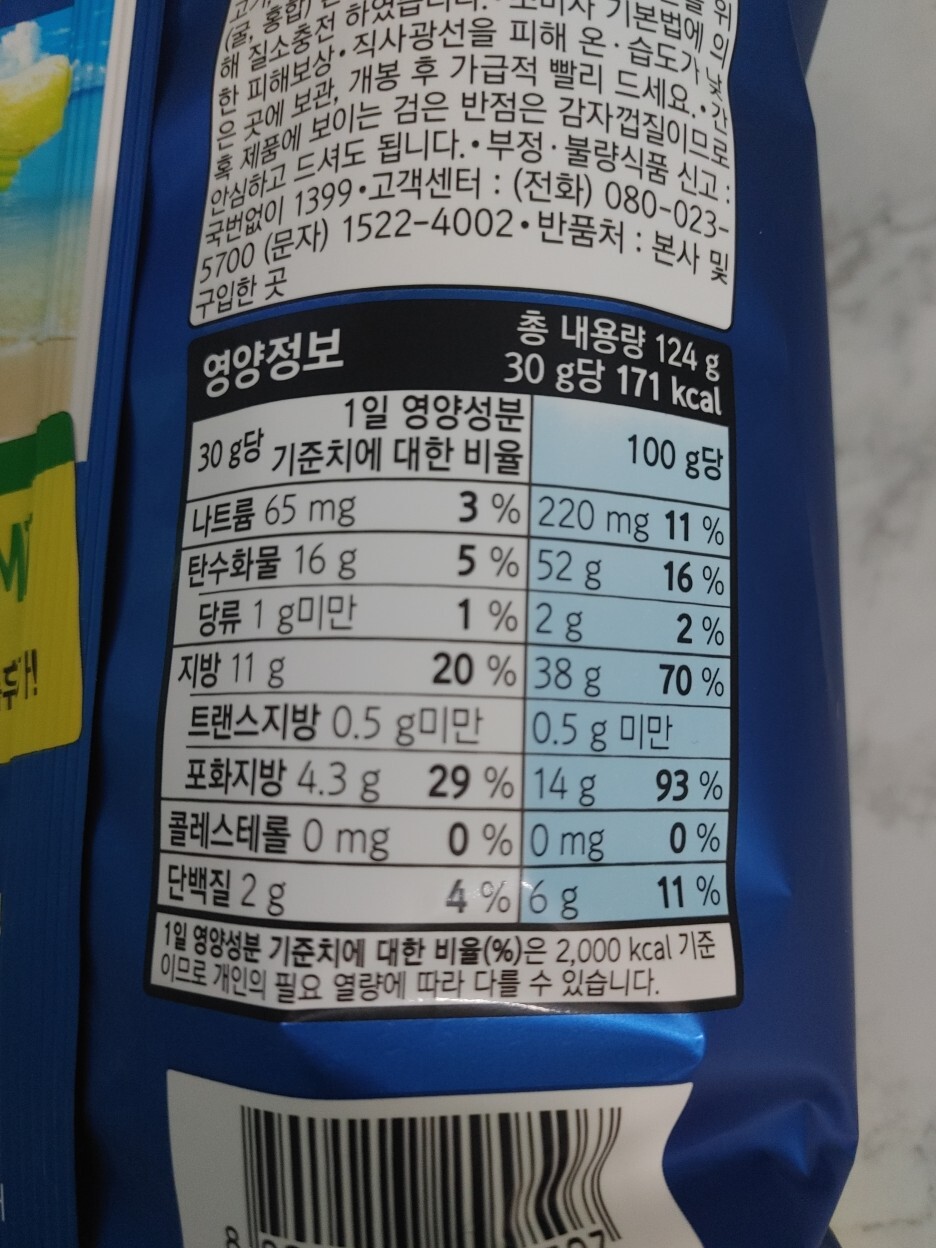 (굴, 홍합)
해 질소충전 하였습니다. 소비자 기본법에 의
한 피해보상•직사광선을 피해 온·습도가 낮
은 곳에 보관, 개봉 후 가급적 빨리 드세요.•간
혹 제품에 보이는 검은 반점은 감자껍질이므로
안심하고 드셔도 됩니다.•부정·불량식품 신고 :
국번없이 1399•고객센터 : (전화) 080-023-
5700 (문자) 1522-4002•반품처 : 본사 및
구입한 곳
영양정보
총 내용량 124 g
30 g당 171 kcal
30 g당 1일 영양성분 기준치에 대한 비율 100 g당
나트륨 65 mg 3 % 220 mg 11 %
탄수화물 16 g 5 % 52 g 16 %
당류 1 g미만 1 % 2 g 2 %
지방 11 g 20 % 38 g 70 %
트랜스지방 0.5 g미만 0.5 g 미만
포화지방 4.3 g 29 % 14 g 93 %
콜레스테롤 0 mg 0 % 0 mg 0 %
단백질 2 g 4 % 6 g 11 %
1일 영양성분 기준치에 대한 비율(%)은 2,000 kcal 기준
이므로 개인의 필요 열량에 따라 다를 수 있습니다.